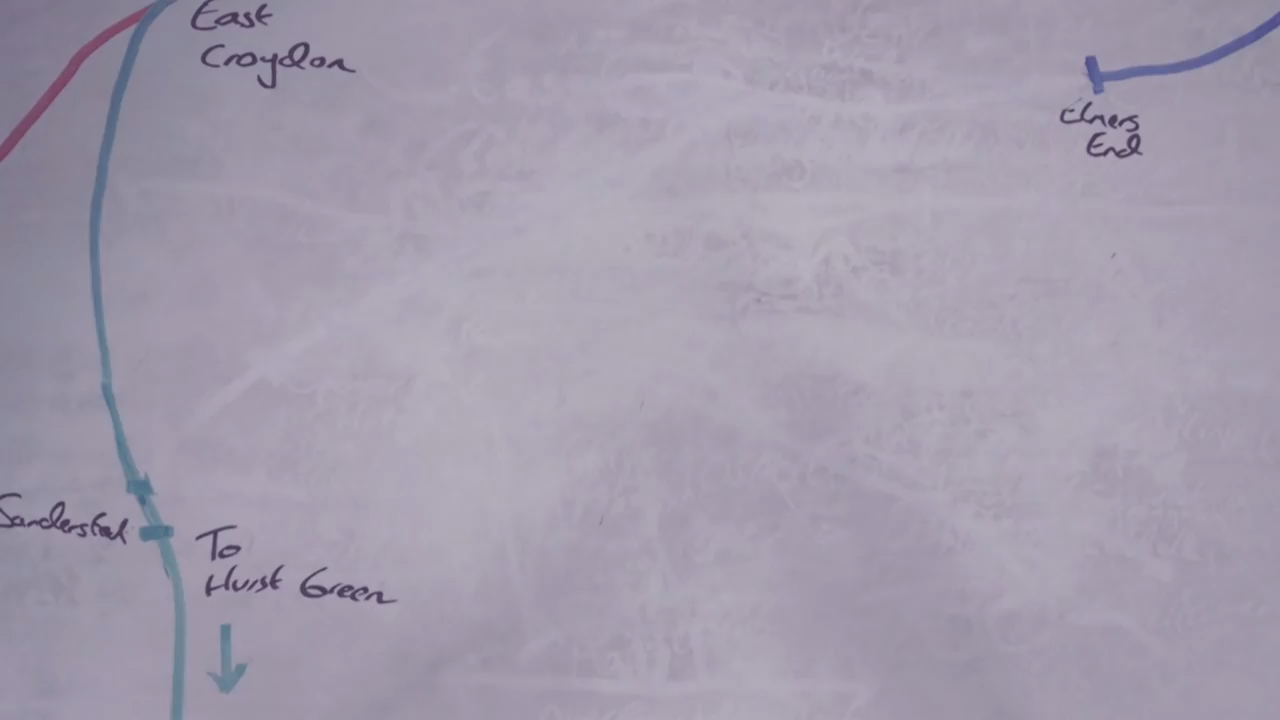 East
Croydon
Elmers
End
Sanderstead
To
Hurst Green